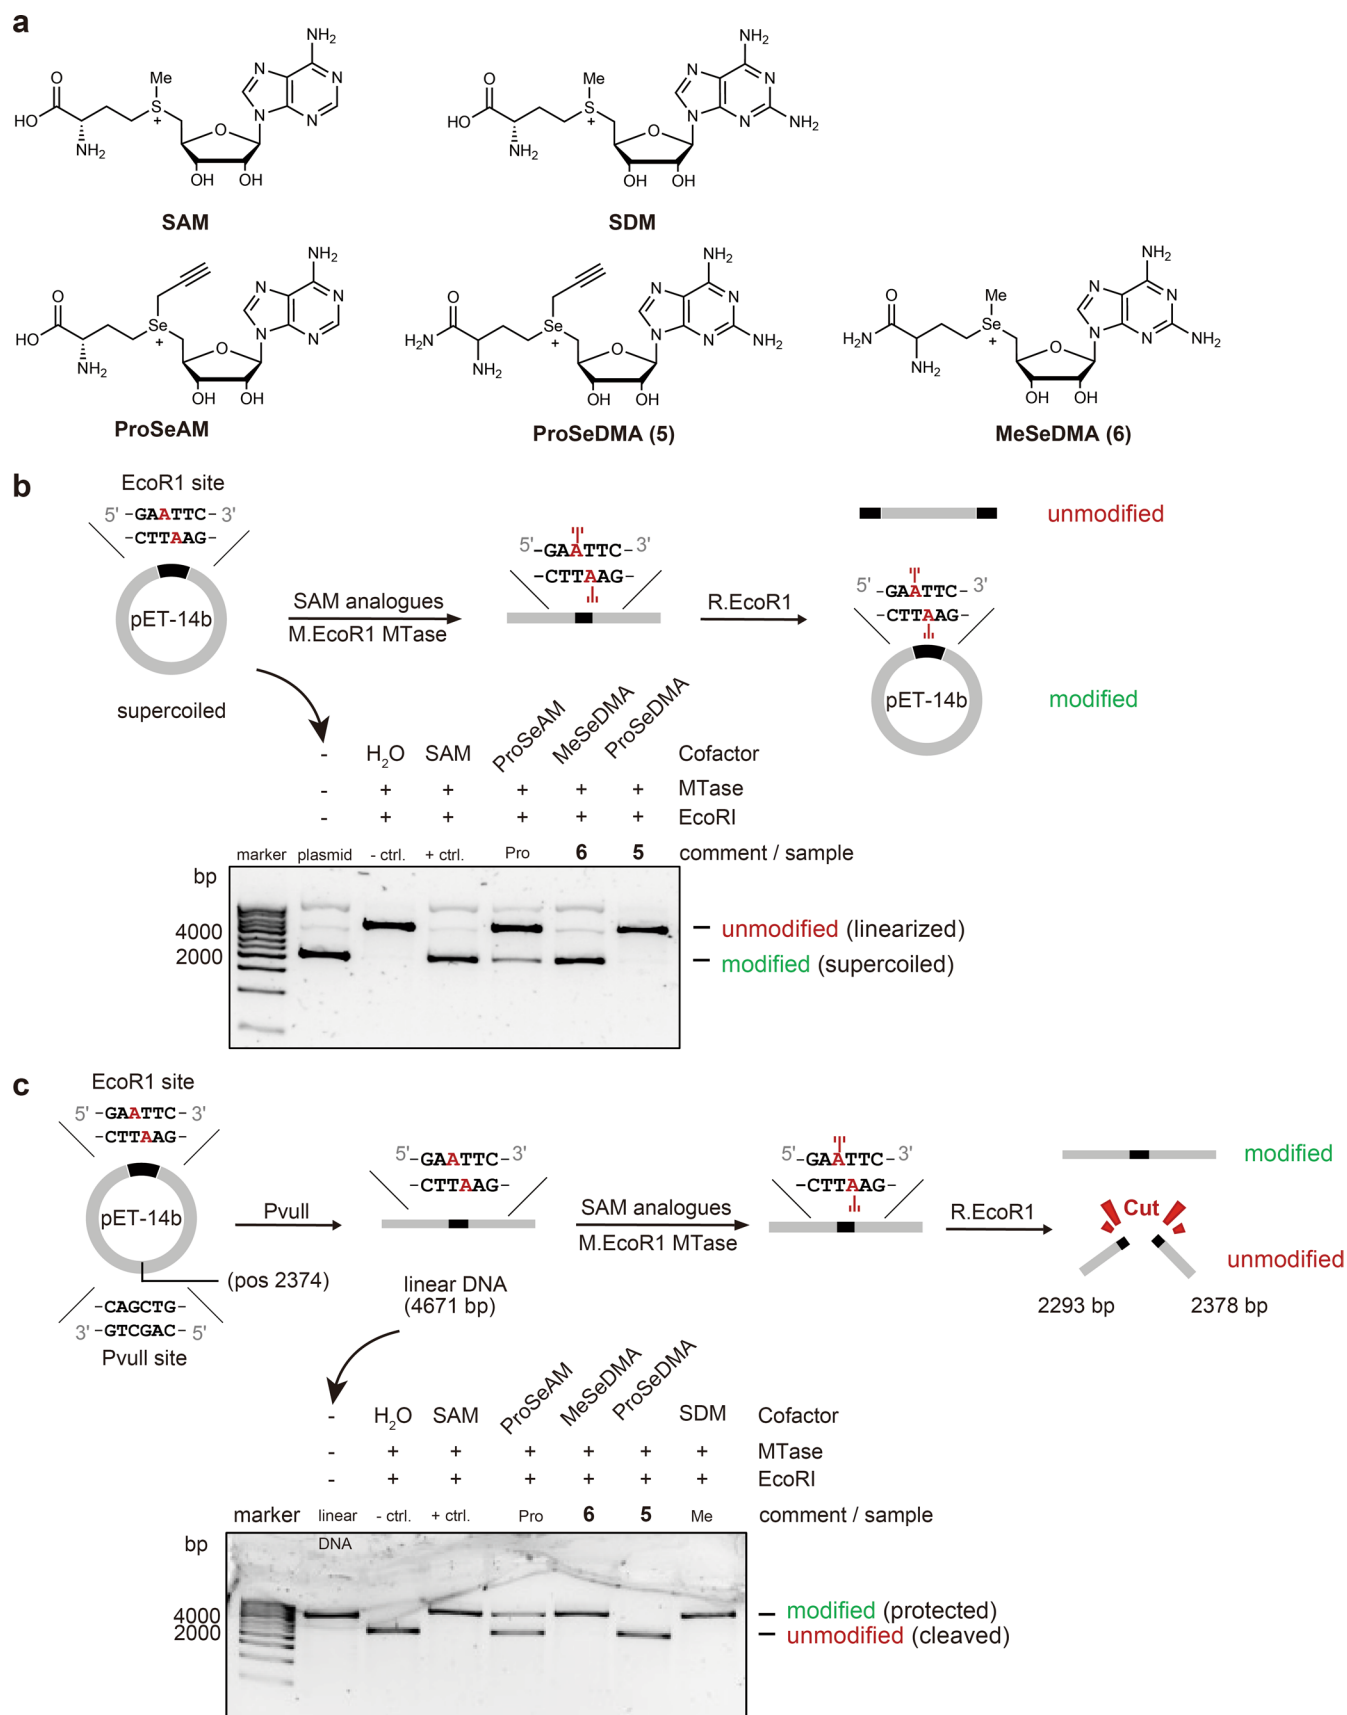 a
O
HO
NH2
Me
S
+
O
OH OH
N
N
N
N
NH2
SAM
O
HO
NH2
Me
S
+
O
OH OH
N
N
N
N
NH2
NH2
SDM
O
HO
NH2
Se
+
O
OH OH
N
N
N
N
NH2
ProSeAM
O
H2N
NH2
Se
+
O
OH OH
N
N
N
N
NH2
NH2
ProSeDMA (5)
O
H2N
NH2
Me
Se
+
O
OH OH
N
N
N
N
NH2
NH2
MeSeDMA (6)
b
EcoR1 site
5' -GAATTC- 3'
-CTTAAG-
pET-14b
supercoiled
SAM analogues
M.EcoR1 MTase
5'-GAATTC-3'
-CTTAAG-
R.EcoR1
unmodified
5' -GAATTC- 3'
-CTTAAG-
pET-14b
modified
- H2O SAM ProSeAM MeSeDMA ProSeDMA Cofactor
- + + + + + MTase
- + + + + + EcoRI
marker plasmid - ctrl. + ctrl. Pro 6 5 comment / sample
bp
4000
2000
unmodified (linearized)
modified (supercoiled)
c
EcoR1 site
5' -GAATTC- 3'
-CTTAAG-
pET-14b
(pos 2374)
-CAGCTG-
3' -GTCGAC- 5'
Pvull site
Pvull
5'-GAATTC-3'
-CTTAAG-
linear DNA
(4671 bp)
SAM analogues
M.EcoR1 MTase
5'-GAATTC-3'
-CTTAAG-
R.EcoR1
modified
Cut
unmodified
2293 bp 2378 bp
- H2O SAM ProSeAM MeSeDMA ProSeDMA SDM Cofactor
- + + + + + + MTase
- + + + + + + EcoRI
marker linear - ctrl. + ctrl. Pro 6 5 Me comment / sample
DNA
bp
4000
2000
modified (protected)
unmodified (cleaved)